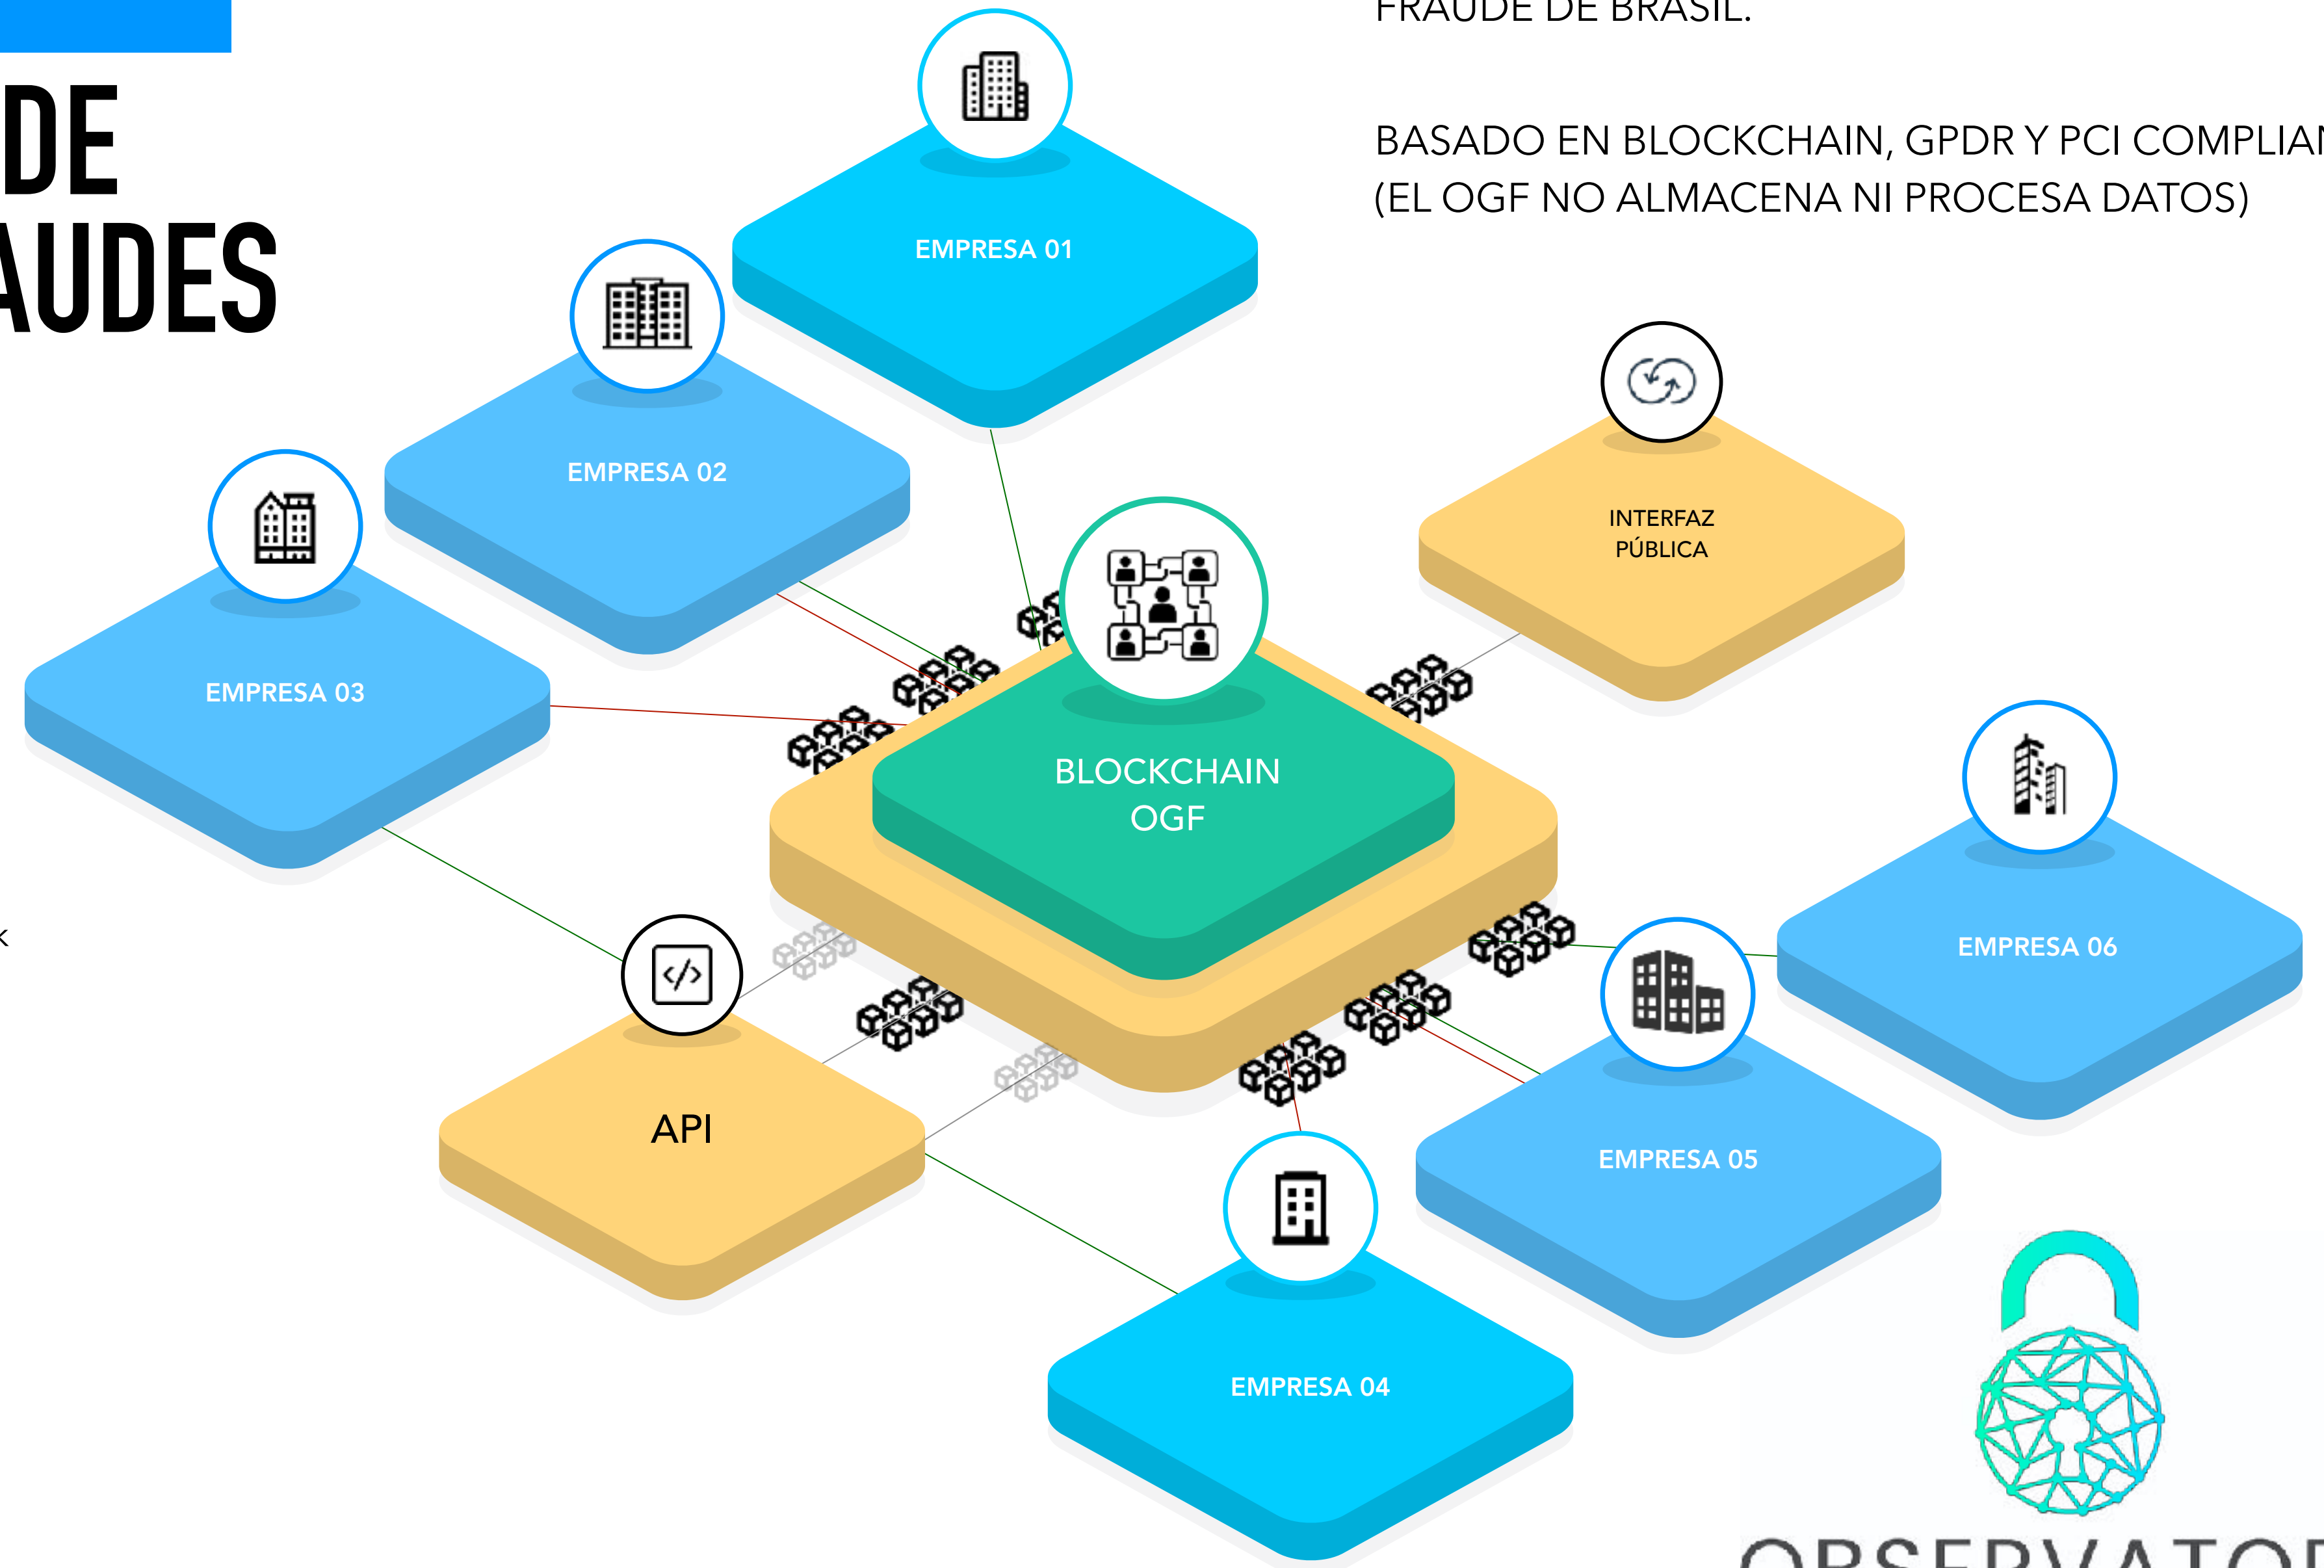 DE
AUDES
FRAUDE DE BRASIL.
BASADO EN BLOCKCHAIN, GPDR Y PCI COMPLIAN
(EL OGF NO ALMACENA NI PROCESA DATOS)
EMPRESA 01
EMPRESA 02
INTERFAZ
PÚBLICA
EMPRESA 03
BLOCKCHAIN
OGF
K
EMPRESA 06
API
EMPRESA 05
EMPRESA 04
OBSERVATOR